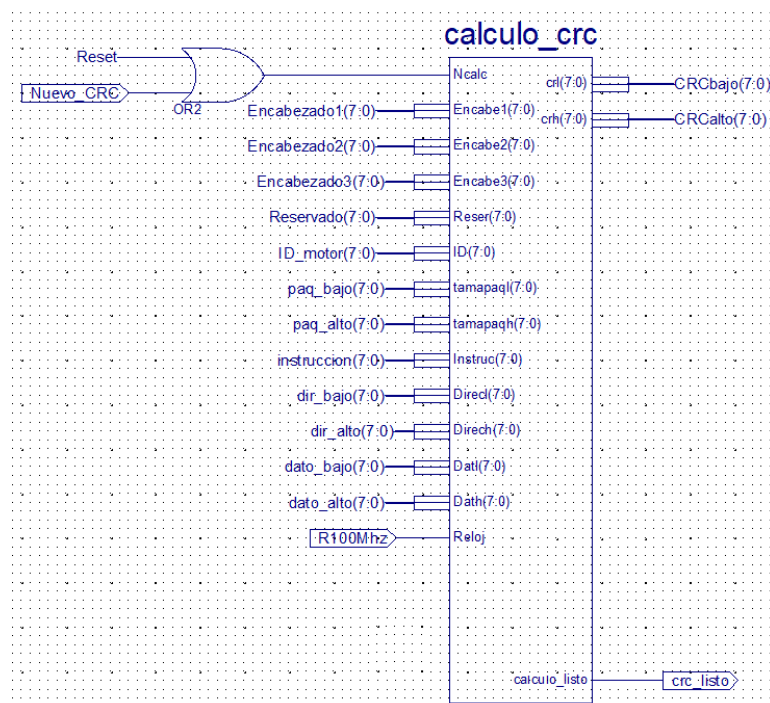 calculo_crc
Reset
Nuevo_CRC
OR2
Ncalc
crl(7:0)
CRCbajo(7:0)
Encabezado1(7:0)
Encabe1(7:0)
crh(7:0)
CRCalto(7:0)
Encabezado2(7:0)
Encabe2(7:0)
Encabezado3(7:0)
Encabe3(7:0)
Reservado(7:0)
Reser(7:0)
ID_motor(7:0)
ID(7:0)
paq_bajo(7:0)
tamapaql(7:0)
paq_alto(7:0)
tamapaqh(7:0)
instruccion(7:0)
Instruc(7:0)
dir_bajo(7:0)
Direcl(7:0)
dir_alto(7:0)
Direch(7:0)
dato_bajo(7:0)
Datl(7:0)
dato_alto(7:0)
Dath(7:0)
R100Mhz
Reloj
calculo_listo
crc_listo